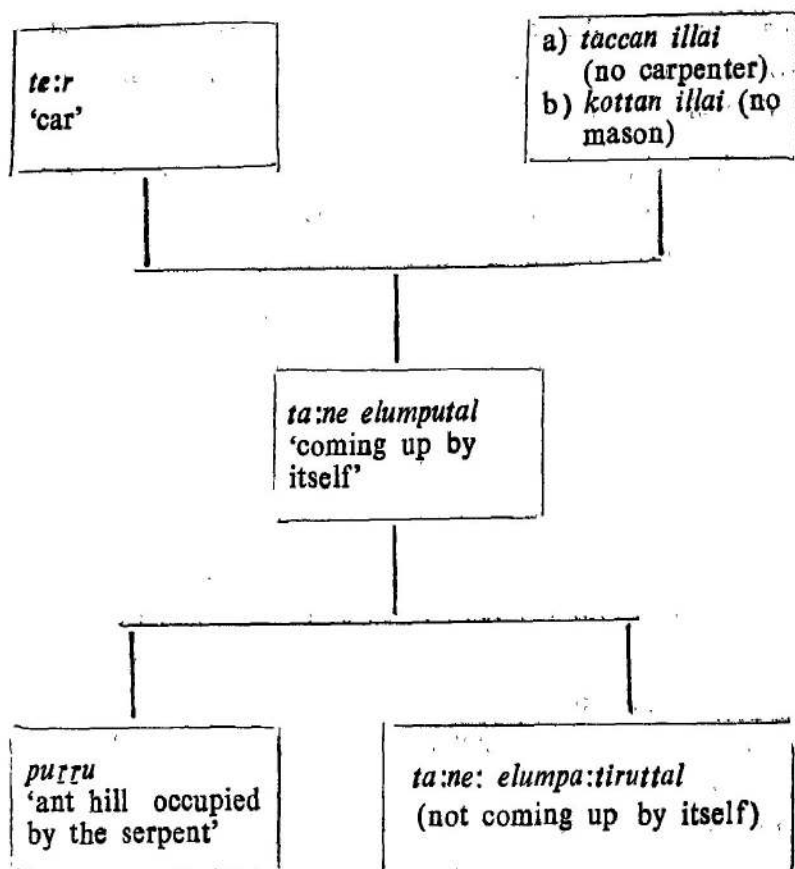 te:r
‘car’
a) taccan illai
(no carpenter)
b) kottan illai (no
mason)
ta:ne elumputal
‘coming up by
itself’
puṟṟu
‘ant hill occupied
by the serpent’
ta:ne: elumpa:tiruttal
(not coming up by itself)